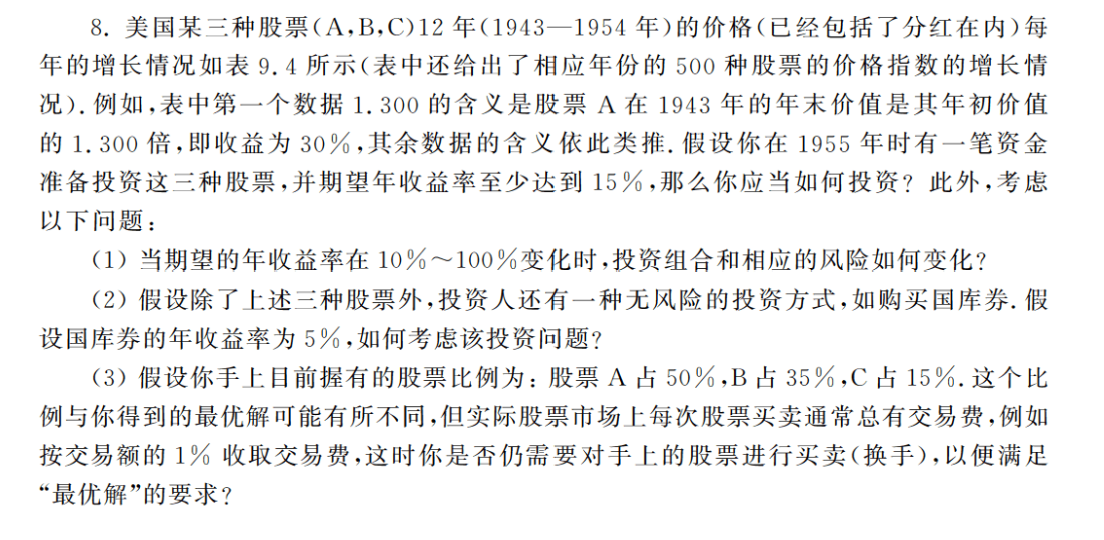 8. 美国某三种股票(A,B,C)12 年(1943—1954 年)的价格(已经包括了分红在内)每
年的增长情况如表 9.4 所示(表中还给出了相应年份的 500 种股票的价格指数的增长情
况). 例如,表中第一个数据 1.300 的含义是股票 A 在 1943 年的年末价值是其年初价值
的 1.300 倍,即收益为 30%,其余数据的含义依此类推. 假设你在 1955 年时有一笔资金
准备投资这三种股票,并期望年收益率至少达到 15%,那么你应当如何投资? 此外,考虑
以下问题:
(1) 当期望的年收益率在 10%~100%变化时,投资组合和相应的风险如何变化?
(2) 假设除了上述三种股票外,投资人还有一种无风险的投资方式,如购买国库券. 假
设国库券的年收益率为 5%,如何考虑该投资问题?
(3) 假设你手上目前握有的股票比例为: 股票 A 占 50%,B 占 35%,C 占 15%. 这个比
例与你得到的最优解可能有所不同,但实际股票市场上每次股票买卖通常总有交易费,例如
按交易额的 1% 收取交易费,这时你是否仍需要对手上的股票进行买卖(换手),以便满足
“最优解”的要求?